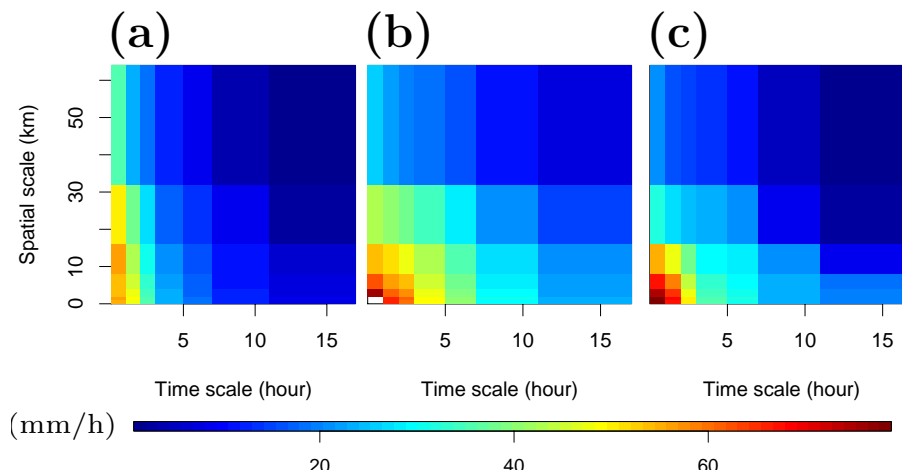 (a) (b) (c)
Spatial scale (km)
50
30
10
0
5 10 15
5 10 15
5 10 15
Time scale (hour) Time scale (hour) Time scale (hour)
(mm/h)
20 40 60